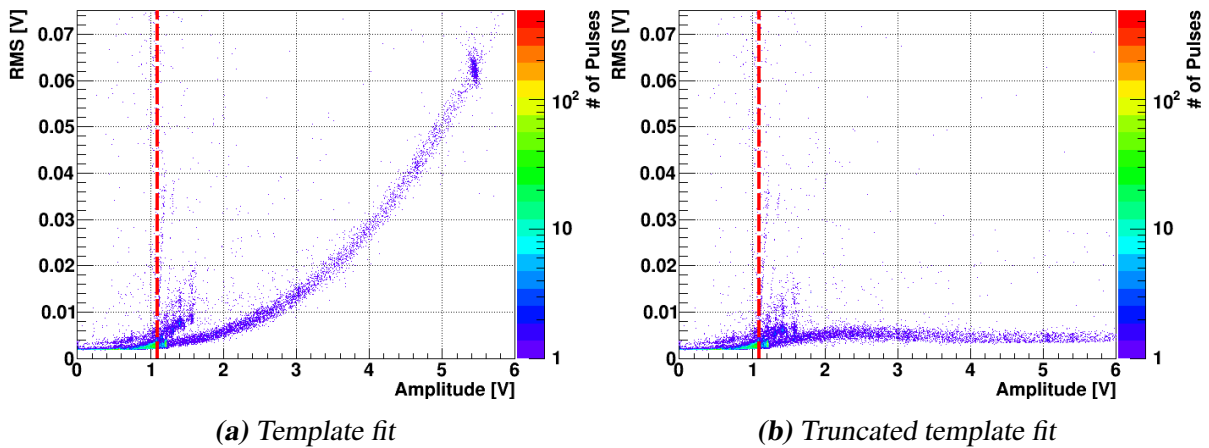 RMS [V]
0.07
0.06
0.05
0.04
0.03
0.02
0.01
0
0 1 2 3 4 5 6
Amplitude [V]
10²
10
1
# of Pulses
(a) Template fit
RMS [V]
0.07
0.06
0.05
0.04
0.03
0.02
0.01
0
0 1 2 3 4 5 6
Amplitude [V]
10²
10
1
# of Pulses
(b) Truncated template fit